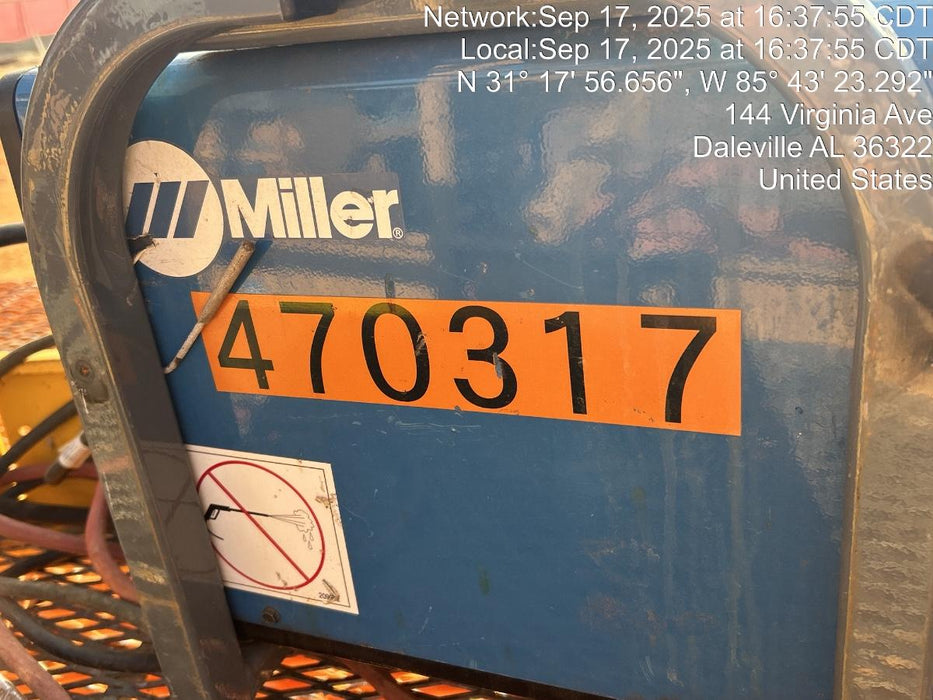 Network:Sep 17, 2025 at 16:37:55 CDT
Local:Sep 17, 2025 at 16:37:55 CDT
N 31° 17' 56.656", W 85° 43' 23.292"
144 Virginia Ave
Daleville AL 36322
United States
Miller®
470317